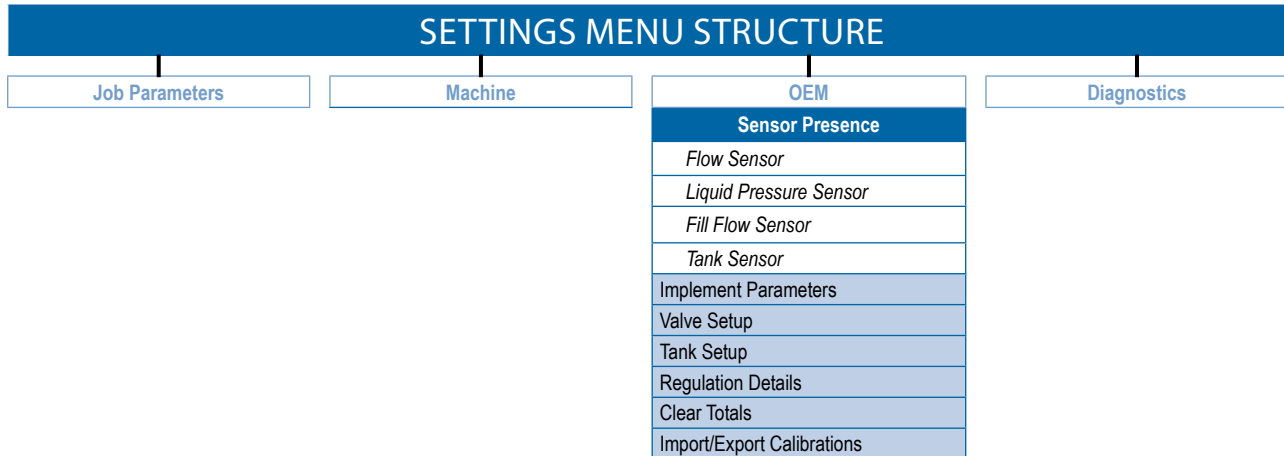 SETTINGS MENU STRUCTURE
Job Parameters
Machine
OEM
Diagnostics
Sensor Presence
Flow Sensor
Liquid Pressure Sensor
Fill Flow Sensor
Tank Sensor
Implement Parameters
Valve Setup
Tank Setup
Regulation Details
Clear Totals
Import/Export Calibrations